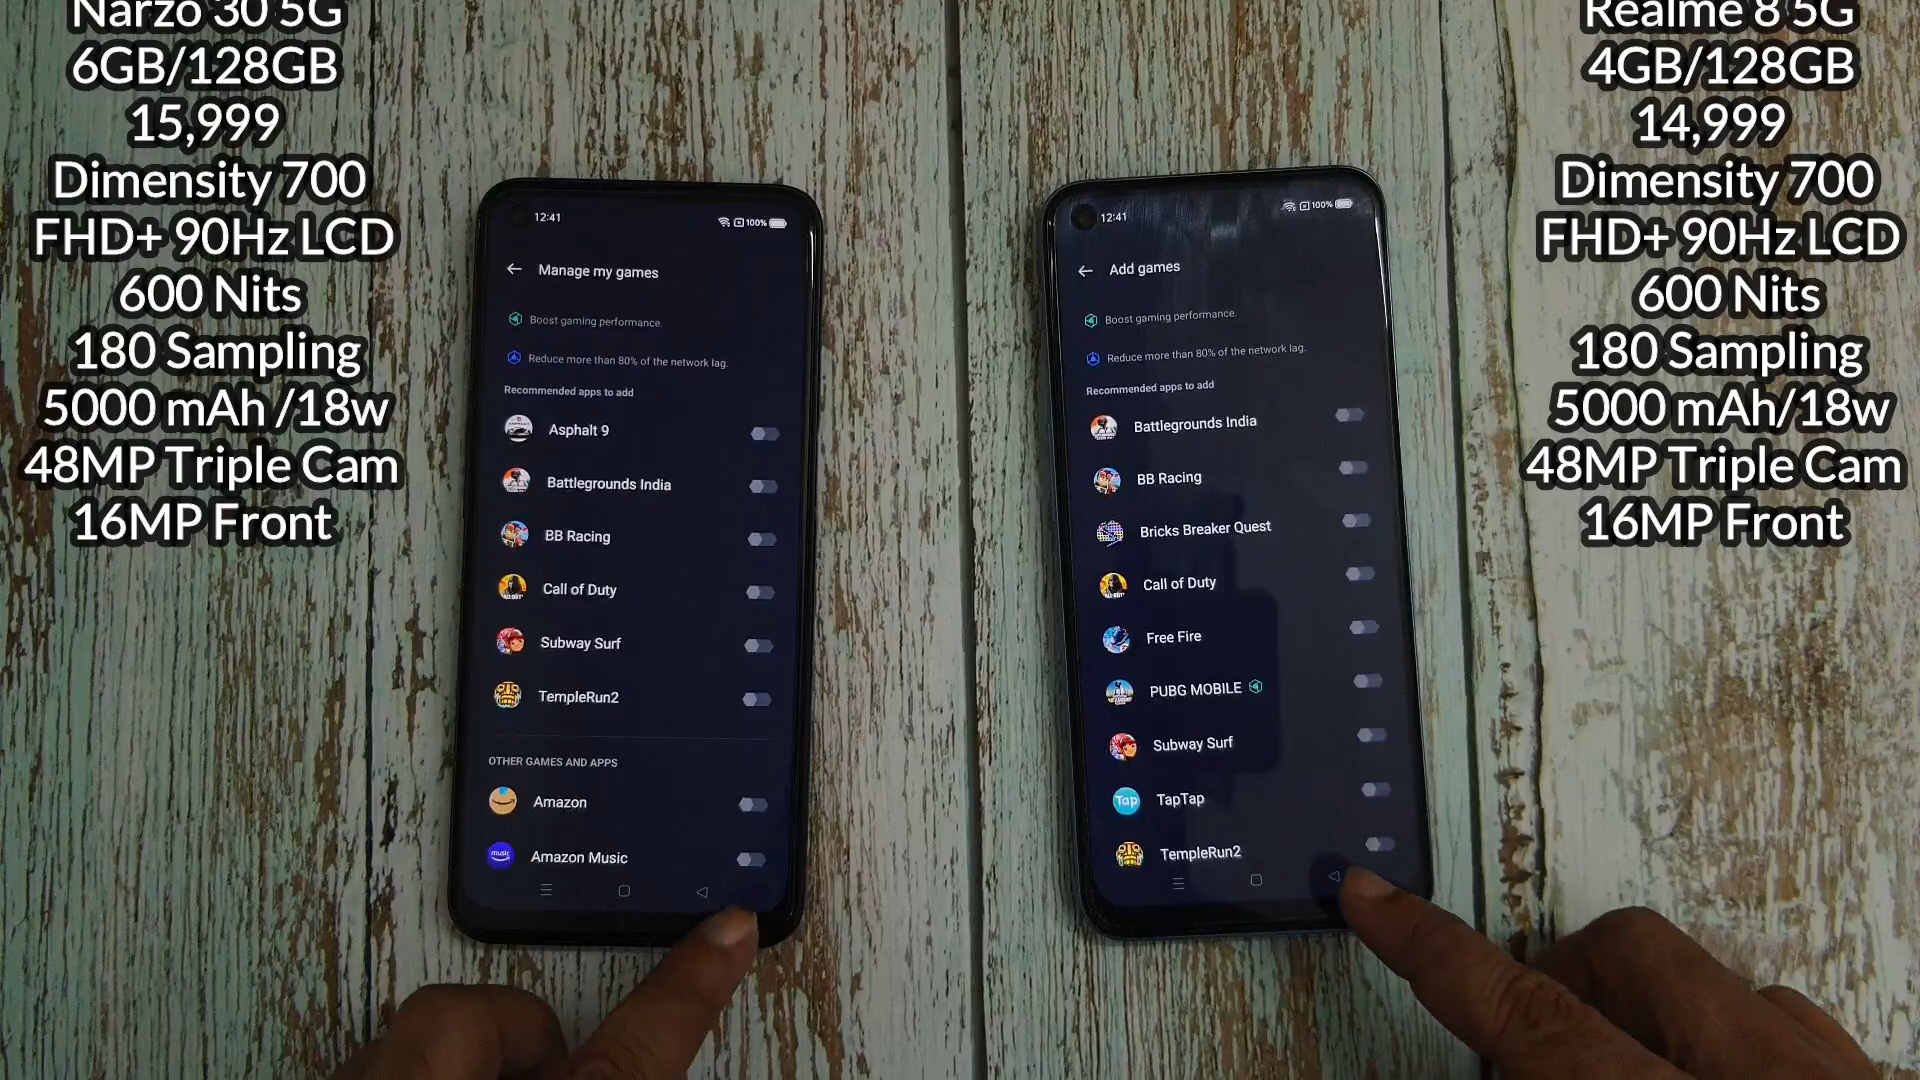 Narzo 30 5G
6GB/128GB
15,999
Dimensity 700
FHD+ 90Hz LCD
600 Nits
180 Sampling
5000 mAh /18w
48MP Triple Cam
16MP Front
12:41
100%
Manage my games
Boost gaming performance.
Reduce more than 80% of the network lag.
Recommended apps to add
Asphalt 9
Battlegrounds India
BB Racing
Call of Duty
Subway Surf
TempleRun2
OTHER GAMES AND APPS
Amazon
music
Amazon Music
12:41
100%
Add games
Boost gaming performance.
Reduce more than 80% of the network lag.
Recommended apps to add
Battlegrounds India
BB Racing
Bricks Breaker Quest
Call of Duty
Free Fire
PUBG MOBILE
Subway Surf
Tap
TapTap
TempleRun2
Realme 8 5G
4GB/128GB
14,999
Dimensity 700
FHD+ 90Hz LCD
600 Nits
180 Sampling
5000 mAh/18w
48MP Triple Cam
16MP Front